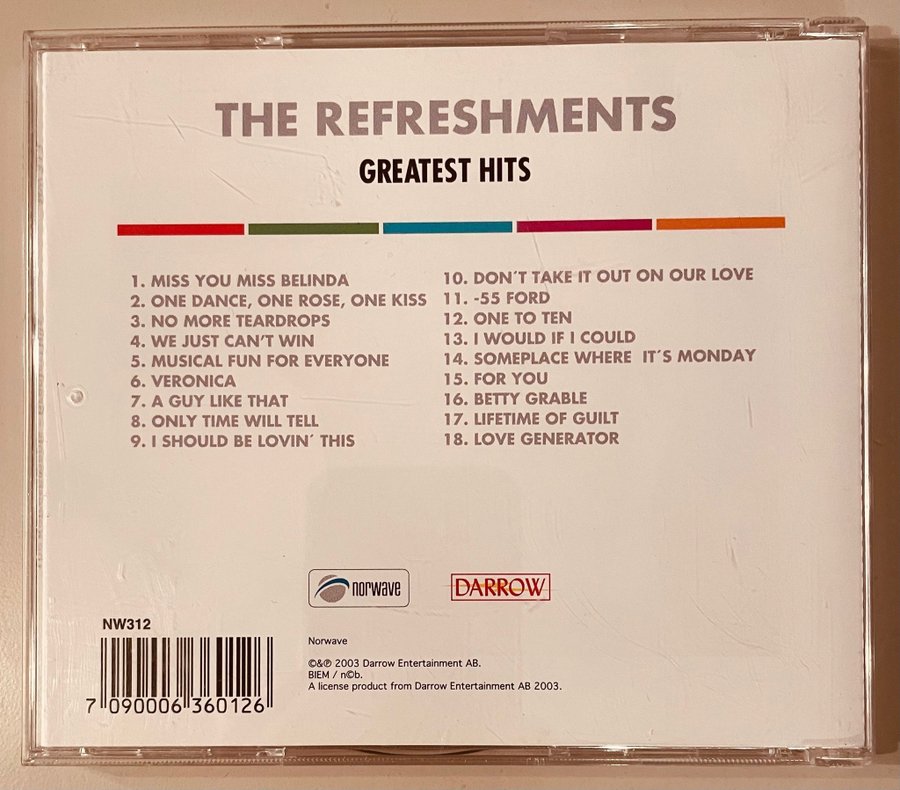 THE REFRESHMENTS
GREATEST HITS
1. MISS YOU MISS BELINDA
2. ONE DANCE, ONE ROSE, ONE KISS
3. NO MORE TEARDROPS
4. WE JUST CAN'T WIN
5. MUSICAL FUN FOR EVERYONE
6. VERONICA
7. A GUY LIKE THAT
8. ONLY TIME WILL TELL
9. I SHOULD BE LOVIN´ THIS
10. DON´T TAKE IT OUT ON OUR LOVE
11. -55 FORD
12. ONE TO TEN
13. I WOULD IF I COULD
14. SOMEPLACE WHERE  IT´S MONDAY
15. FOR YOU
16. BETTY GRABLE
17. LIFETIME OF GUILT
18. LOVE GENERATOR
norwave
DARROW
NW312
7 090006 360126
Norwave
©&℗ 2003 Darrow Entertainment AB.
BIEM / n©b.
A license product from Darrow Entertainment AB 2003.